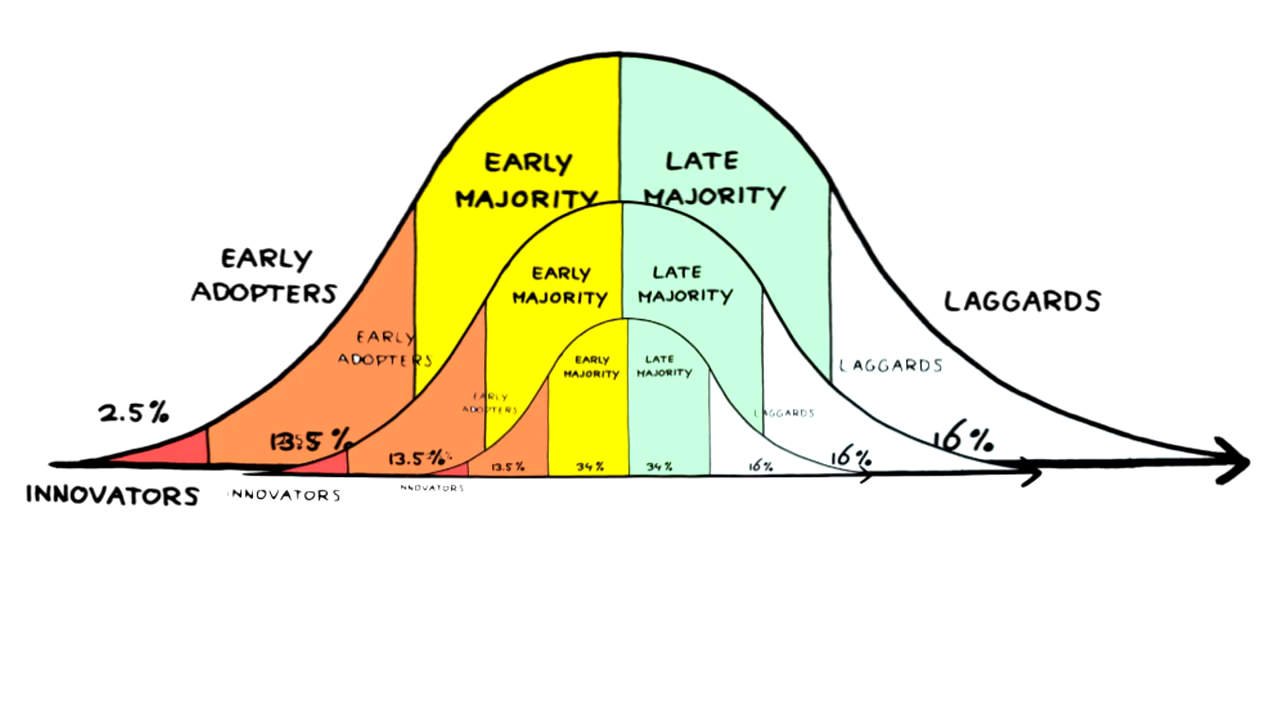 EARLY
MAJORITY
LATE
MAJORITY
EARLY
ADOPTERS
LAGGARDS
2.5%
13.5%
16%
INNOVATORS
EARLY
MAJORITY
LATE
MAJORITY
EARLY
ADOPTERS
LAGGARDS
13.5%
16%
INNOVATORS
EARLY
MAJORITY
LATE
MAJORITY
EARLY
ADOPTERS
LAGGARDS
13.5%
34%
34%
16%
INNOVATORS